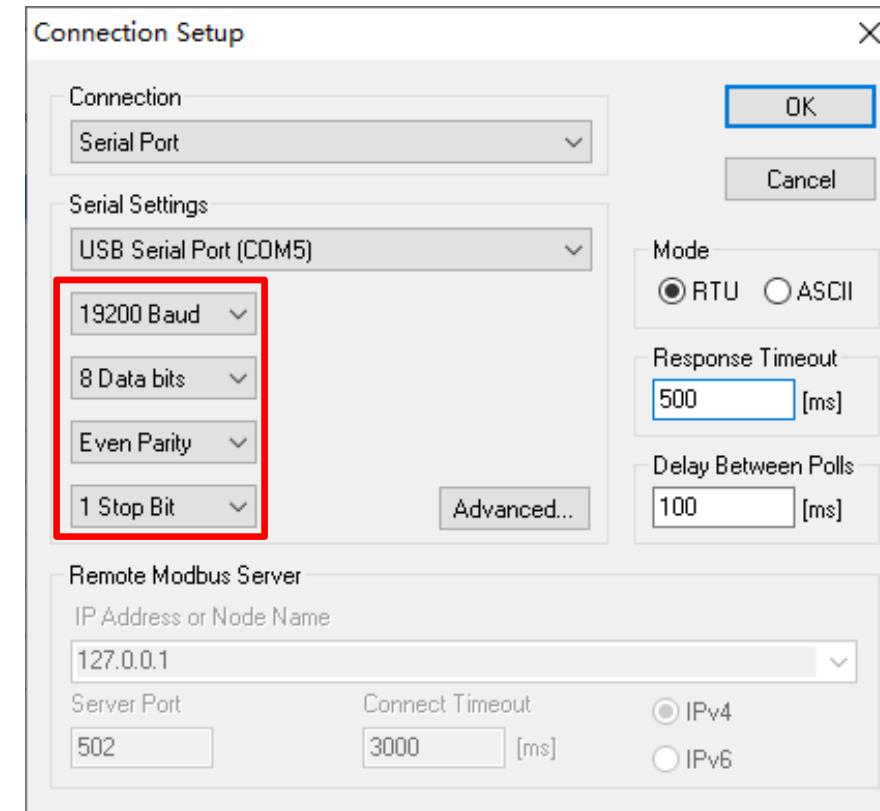 Connection Setup
Connection
OK
Serial Port
Cancel
Serial Settings
USB Serial Port (COM5)
Mode
RTU ASCII
19200 Baud
8 Data bits
Response Timeout
500 [ms]
Even Parity
Delay Between Polls
1 Stop Bit
Advanced...
100 [ms]
Remote Modbus Server
IP Address or Node Name
127.0.0.1
Server Port Connect Timeout
IPv4
502 3000 [ms]
IPv6